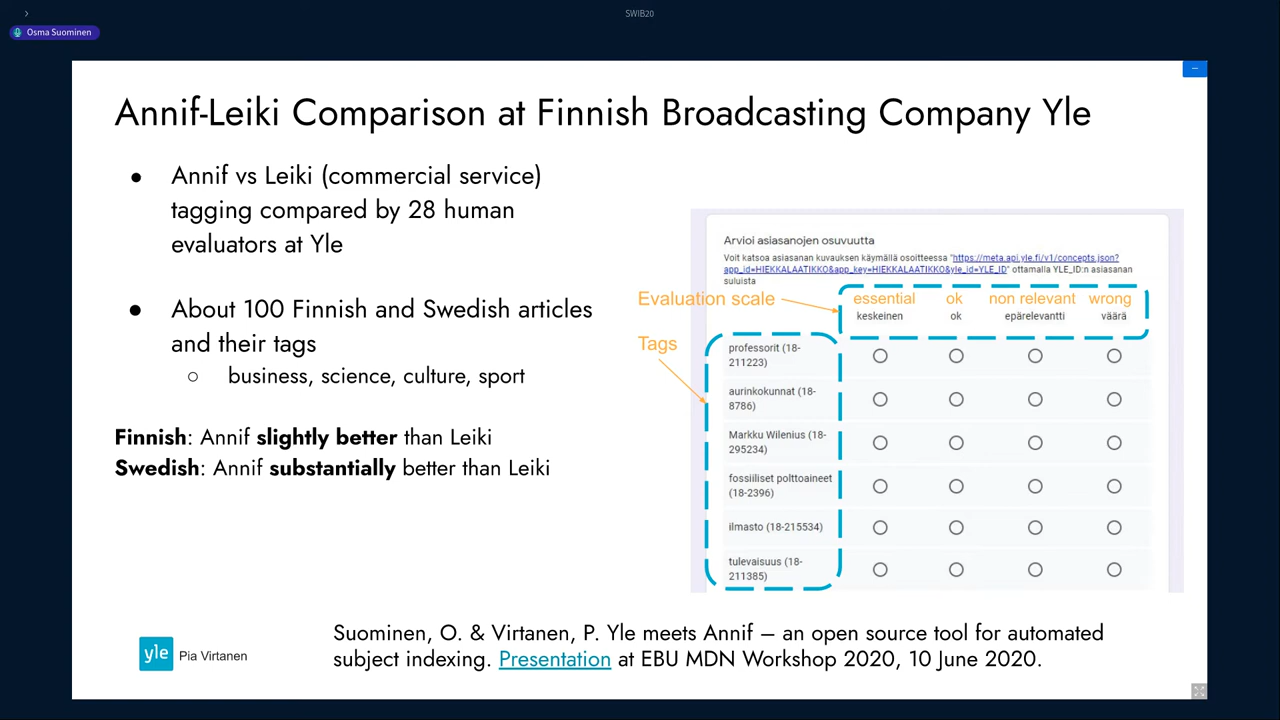 SWIB20
Osma Suominen
Annif-Leiki Comparison at Finnish Broadcasting Company Yle
● Annif vs Leiki (commercial service)
tagging compared by 28 human
evaluators at Yle
● About 100 Finnish and Swedish articles
and their tags
○ business, science, culture, sport
Finnish: Annif slightly better than Leiki
Swedish: Annif substantially better than Leiki
Arvioi asiasanojen osuvuutta
Voit katsoa asiasanan kuvauksen käymällä osoitteessa "https://meta.api.yle.fi/v1/concepts.json?
app_id=HIEKKALAATIKKO&app_key=HIEKKALAATIKKO&yle_id=YLE_ID" ottamalla YLE_ID:n asiasanan
suluista
Evaluation scale
essential ok non relevant wrong
keskeinen ok epärelevantti väärä
Tags
professorit (18-
211223)
aurinkokunnat (18-
8786)
Markku Wilenius (18-
295234)
fossiiliset polttoaineet
(18-2396)
ilmasto (18-215534)
tulevaisuus (18-
211385)
yle Pia Virtanen
Suominen, O. & Virtanen, P. Yle meets Annif – an open source tool for automated
subject indexing. Presentation at EBU MDN Workshop 2020, 10 June 2020.